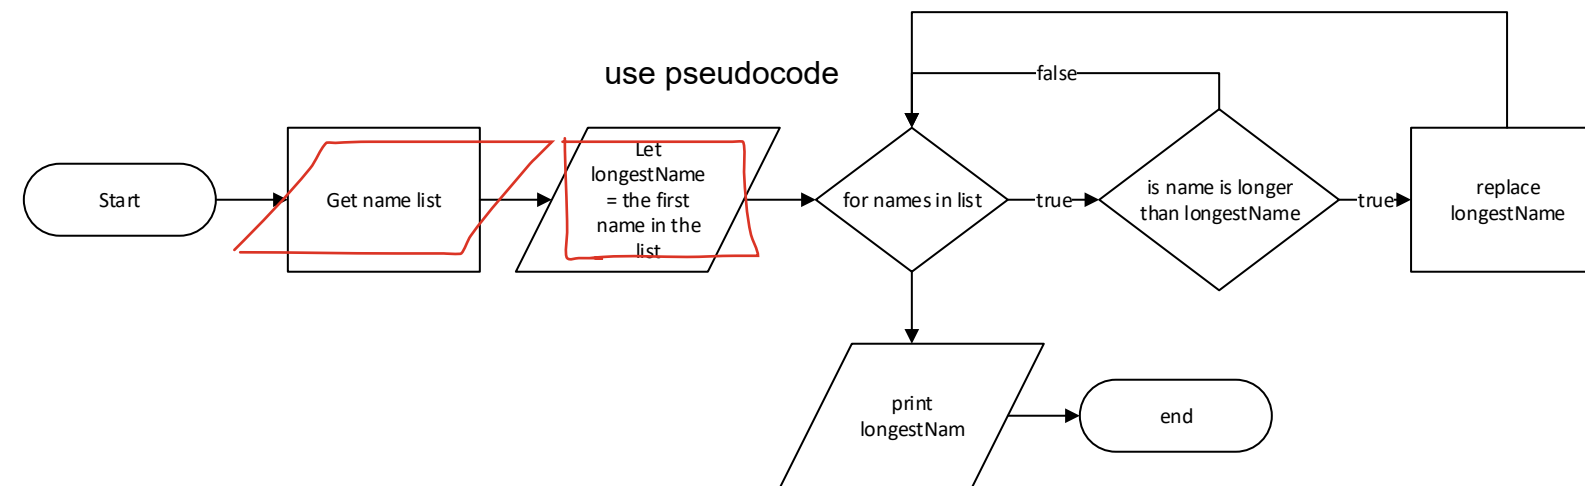 use pseudocode
Start
Get name list
Let
longestName
= the first
name in the
list
for names in list
true
false
is name is longer
than longestName
true
replace
longestName
print
longestNam
end